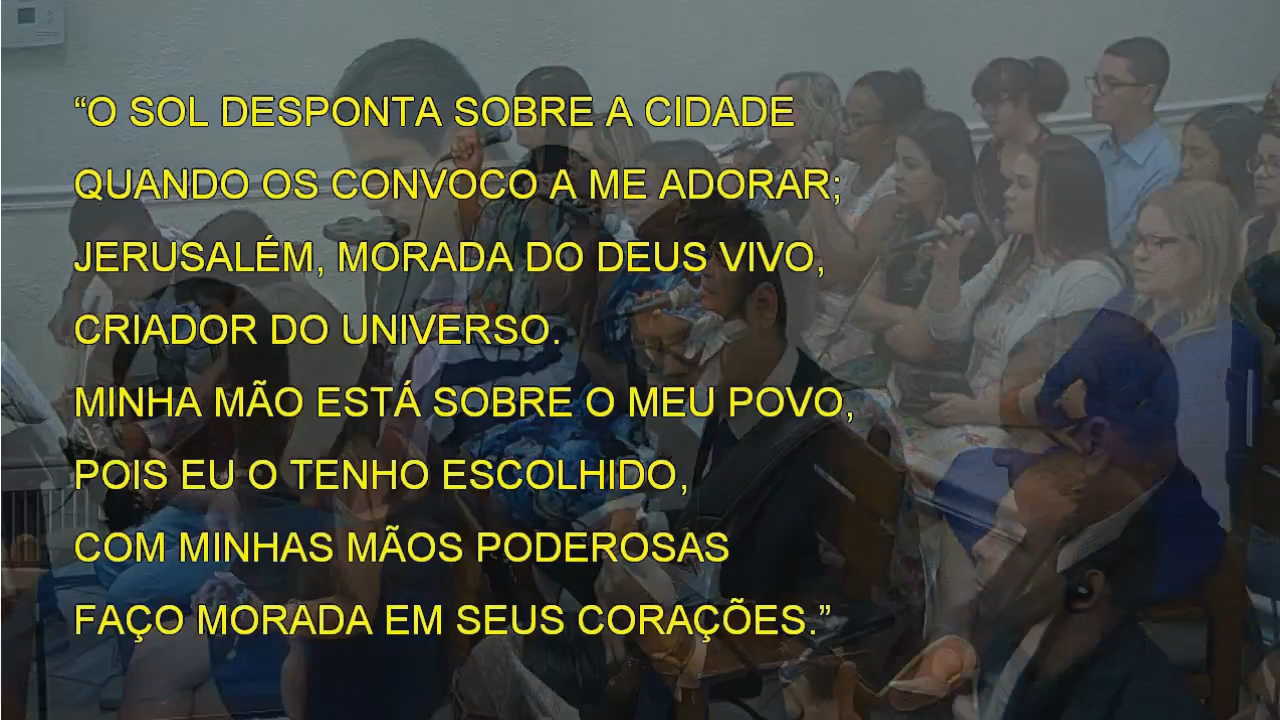 “O SOL DESPONTA SOBRE A CIDADE
QUANDO OS CONVOCO A ME ADORAR;
JERUSALÉM, MORADA DO DEUS VIVO,
CRIADOR DO UNIVERSO.
MINHA MÃO ESTÁ SOBRE O MEU POVO,
POIS EU O TENHO ESCOLHIDO,
COM MINHAS MÃOS PODEROSAS
FAÇO MORADA EM SEUS CORAÇÕES.”